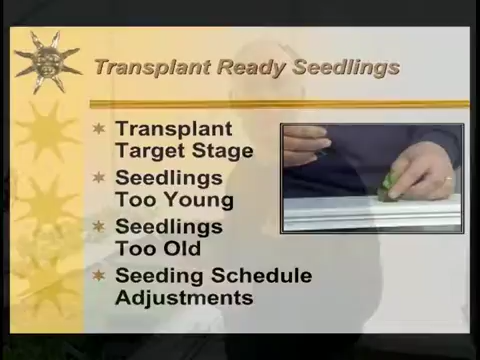 Transplant Ready Seedlings
Transplant
Target Stage
Seedlings
Too Young
Seedlings
Too Old
Seeding Schedule
Adjustments